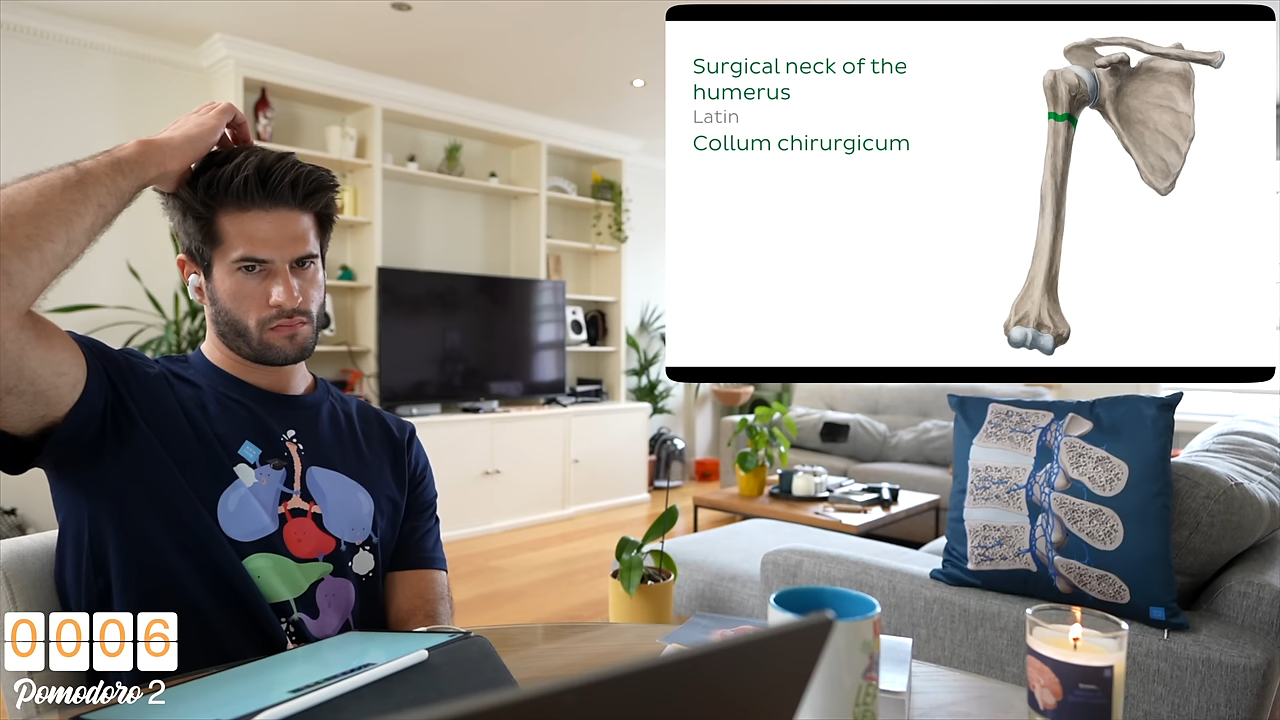 Surgical neck of the
humerus
Latin
Collum chirurgicum
0006
Pomodoro 2